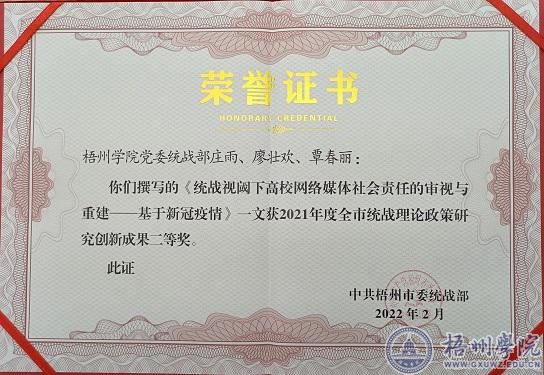 荣誉证书
HONORARY CREDENTIAL
梧州学院党委统战部庄雨、廖壮欢、覃春丽：
你们撰写的《统战视阈下高校网络媒体社会责任的审视与
重建——基于新冠疫情》一文获2021年度全市统战理论政策研
究创新成果二等奖。
此证
中共梧州市委统战部
2022 年 2 月
梧州学院
WWW.GXUWZ.EDU.CN